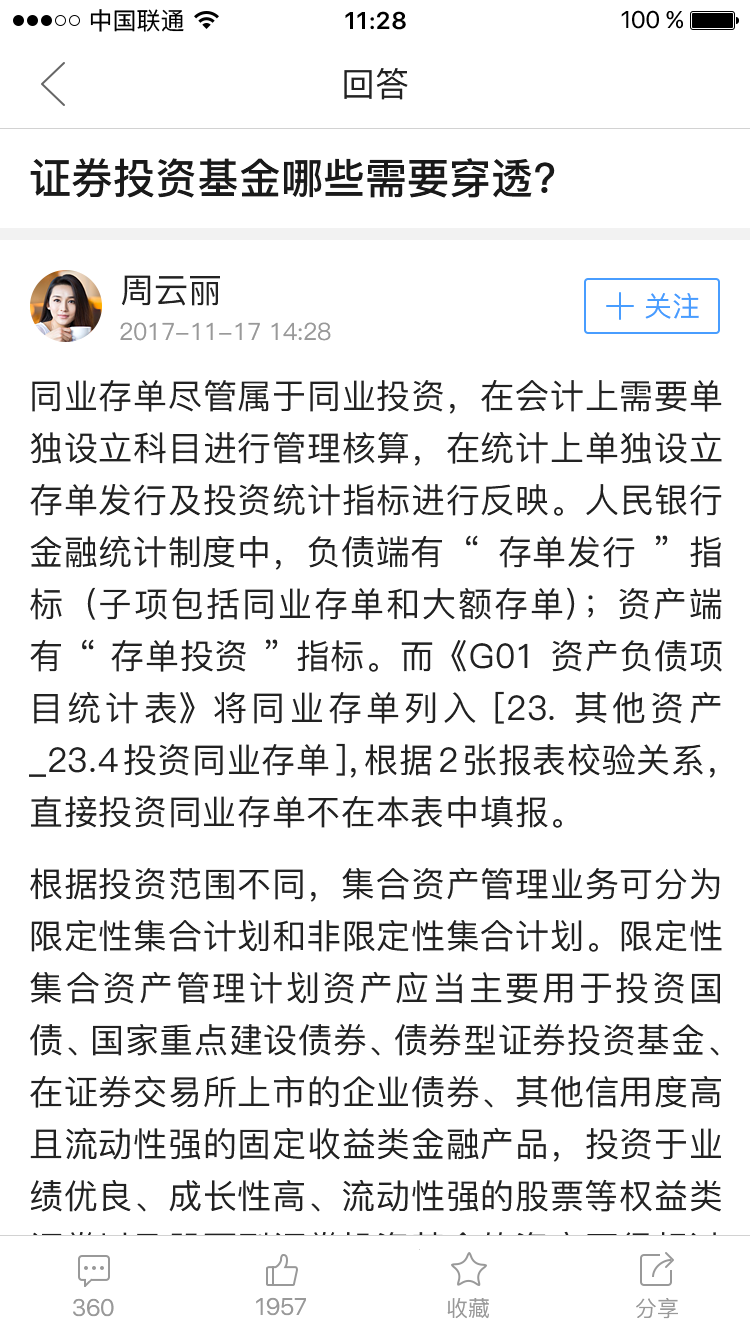 中国联通 11:28 100 %
回答
证券投资基金哪些需要穿透?
周云丽
2017-11-17 14:28
关注
同业存单尽管属于同业投资，在会计上需要单
独设立科目进行管理核算，在统计上单独设立
存单发行及投资统计指标进行反映。人民银行
金融统计制度中，负债端有 “ 存单发行 ” 指
标（子项包括同业存单和大额存单）；资产端
有 “ 存单投资 ” 指标。而《G01 资产负债项
目统计表》将同业存单列入 [23. 其他资产
_23.4投资同业存单],根据2张报表校验关系，
直接投资同业存单不在本表中填报。
根据投资范围不同，集合资产管理业务可分为
限定性集合计划和非限定性集合计划。限定性
集合资产管理计划资产应当主要用于投资国
债、国家重点建设债券、债券型证券投资基金、
在证券交易所上市的企业债券、其他信用度高
且流动性强的固定收益类金融产品，投资于业
绩优良、成长性高、流动性强的股票等权益类
360 1957 收藏 分享